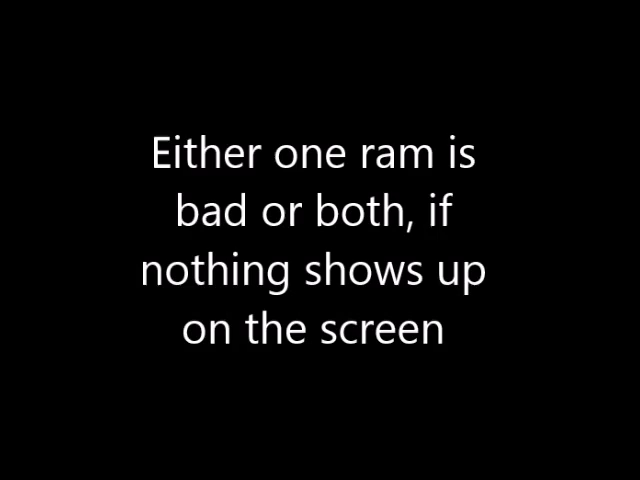 Either one ram is
bad or both, if
nothing shows up
on the screen